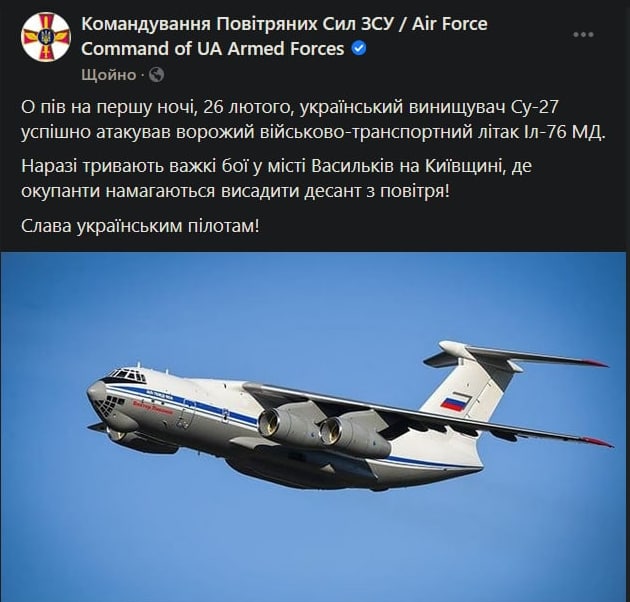 Командування Повітряних Сил ЗСУ / Air Force
Command of UA Armed Forces
Щойно ·
О пів на першу ночі, 26 лютого, український винищувач Су-27
успішно атакував ворожий військово-транспортний літак Іл-76 МД.
Наразі тривають важкі бої у місті Васильків на Київщині, де
окупанти намагаються висадити десант з повітря!
Слава українським пілотам!